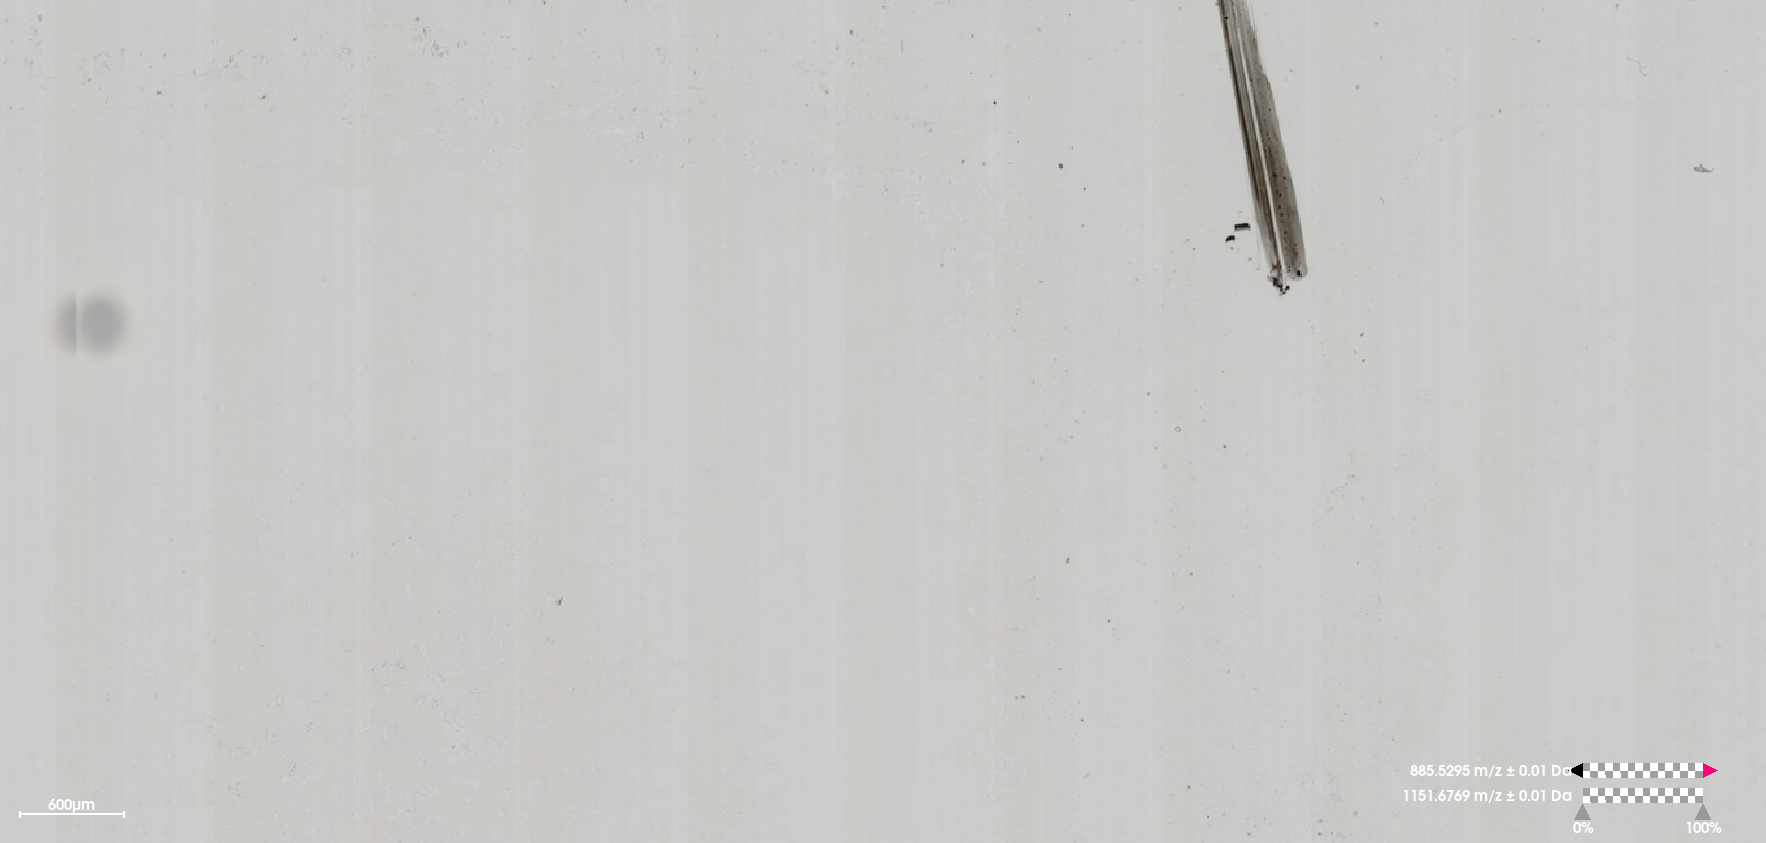 885.5295 m/z ± 0.01 Da
1151.6769 m/z ± 0.01 Da
0% 100%
600µm